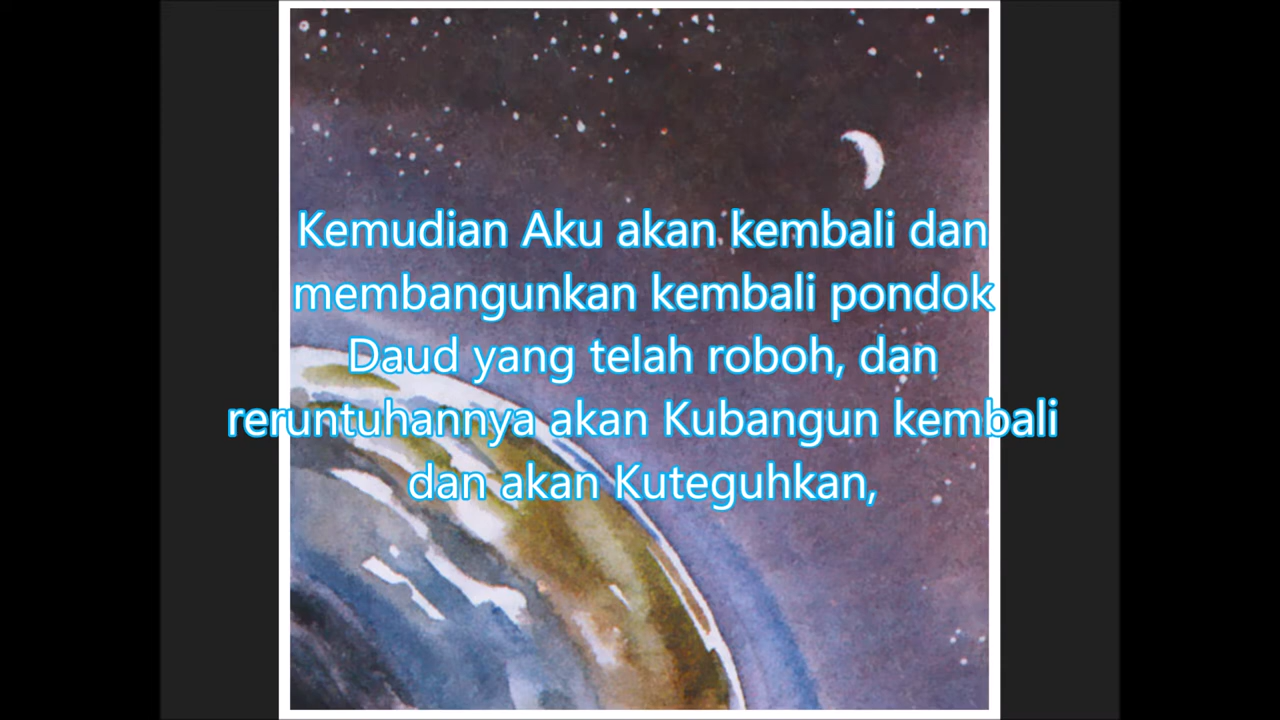 Kemudian Aku akan kembali dan
membangunkan kembali pondok
Daud yang telah roboh, dan
reruntuhannya akan Kubangun kembali
dan akan Kuteguhkan,